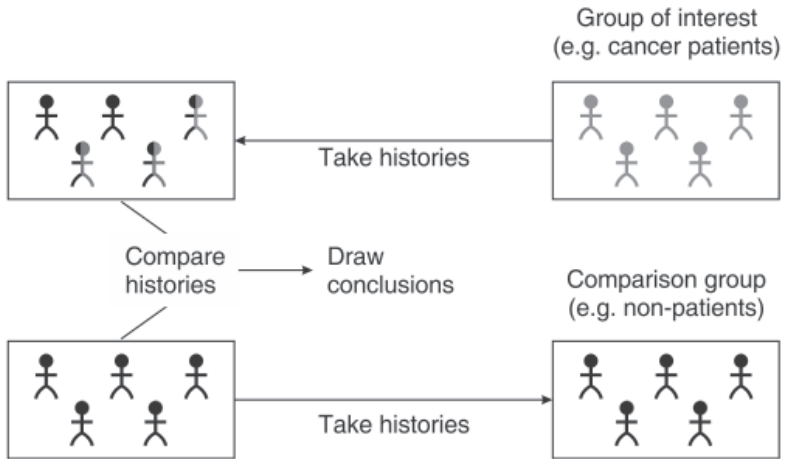 Group of interest
(e.g. cancer patients)
Take histories
Compare
histories
Draw
conclusions
Comparison group
(e.g. non-patients)
Take histories